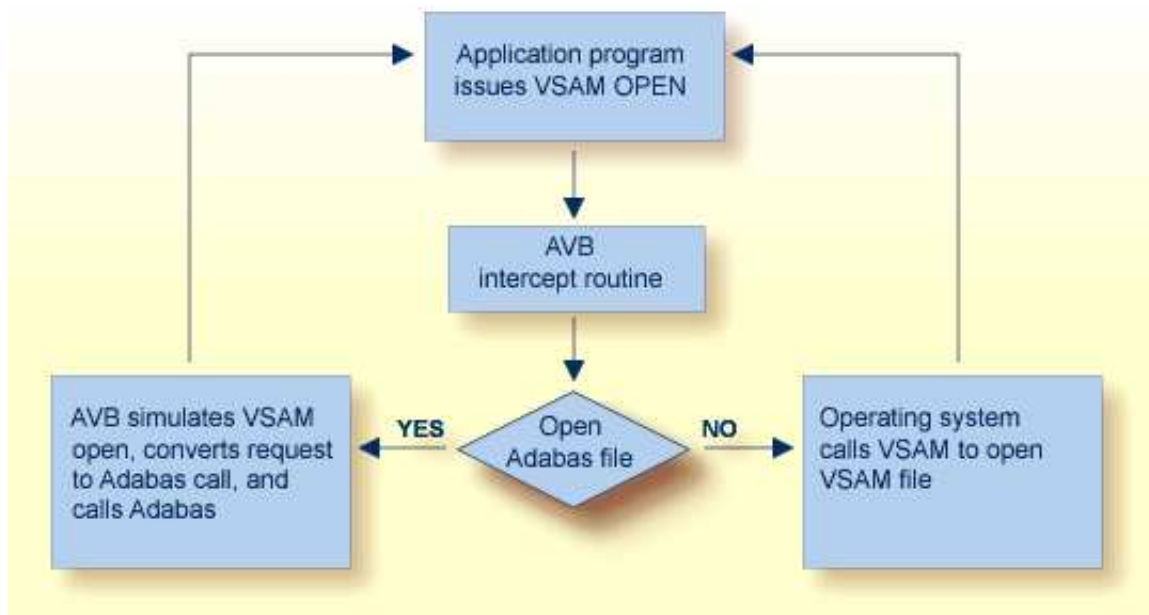 Application program
issues VSAM OPEN
AVB
intercept routine
AVB simulates VSAM
open, converts request
to Adabas call, and
calls Adabas
YES
Open
Adabas file
NO
Operating system
calls VSAM to open
VSAM file